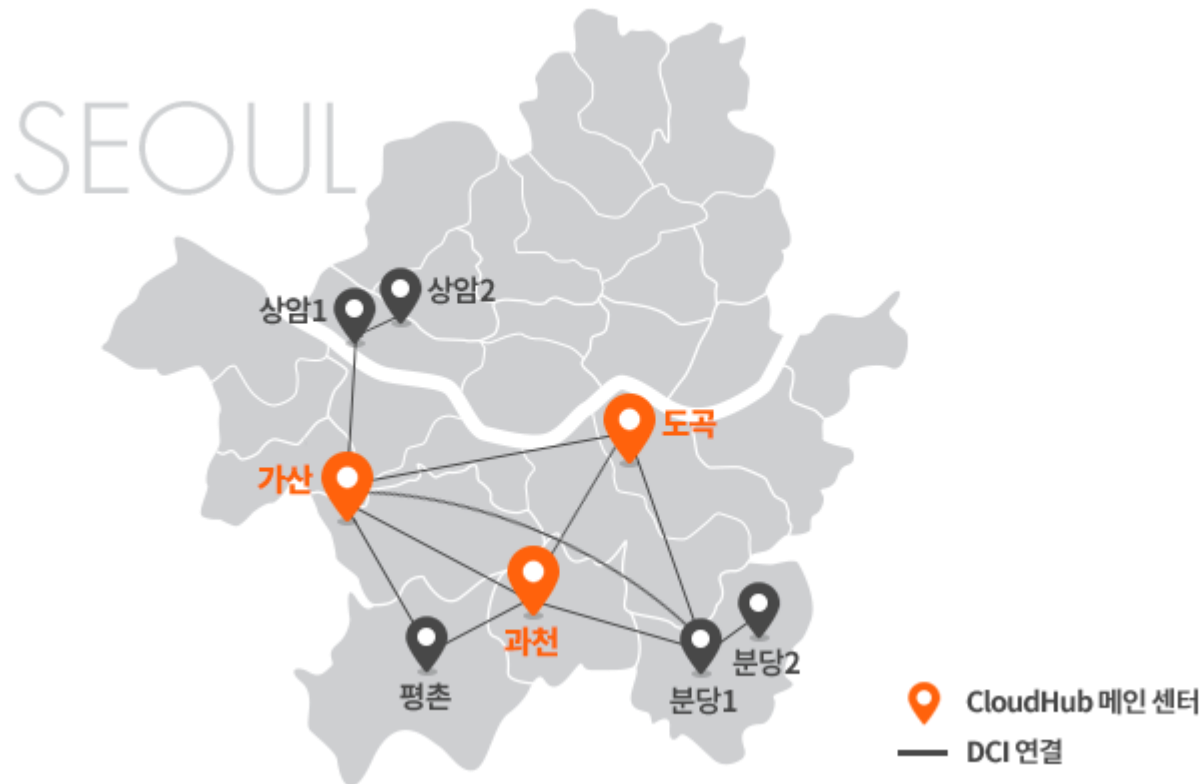 SEOUL
상암1
상암2
도곡
가산
과천
분당2
평촌
분당1
CloudHub 메인 센터
DCI 연결